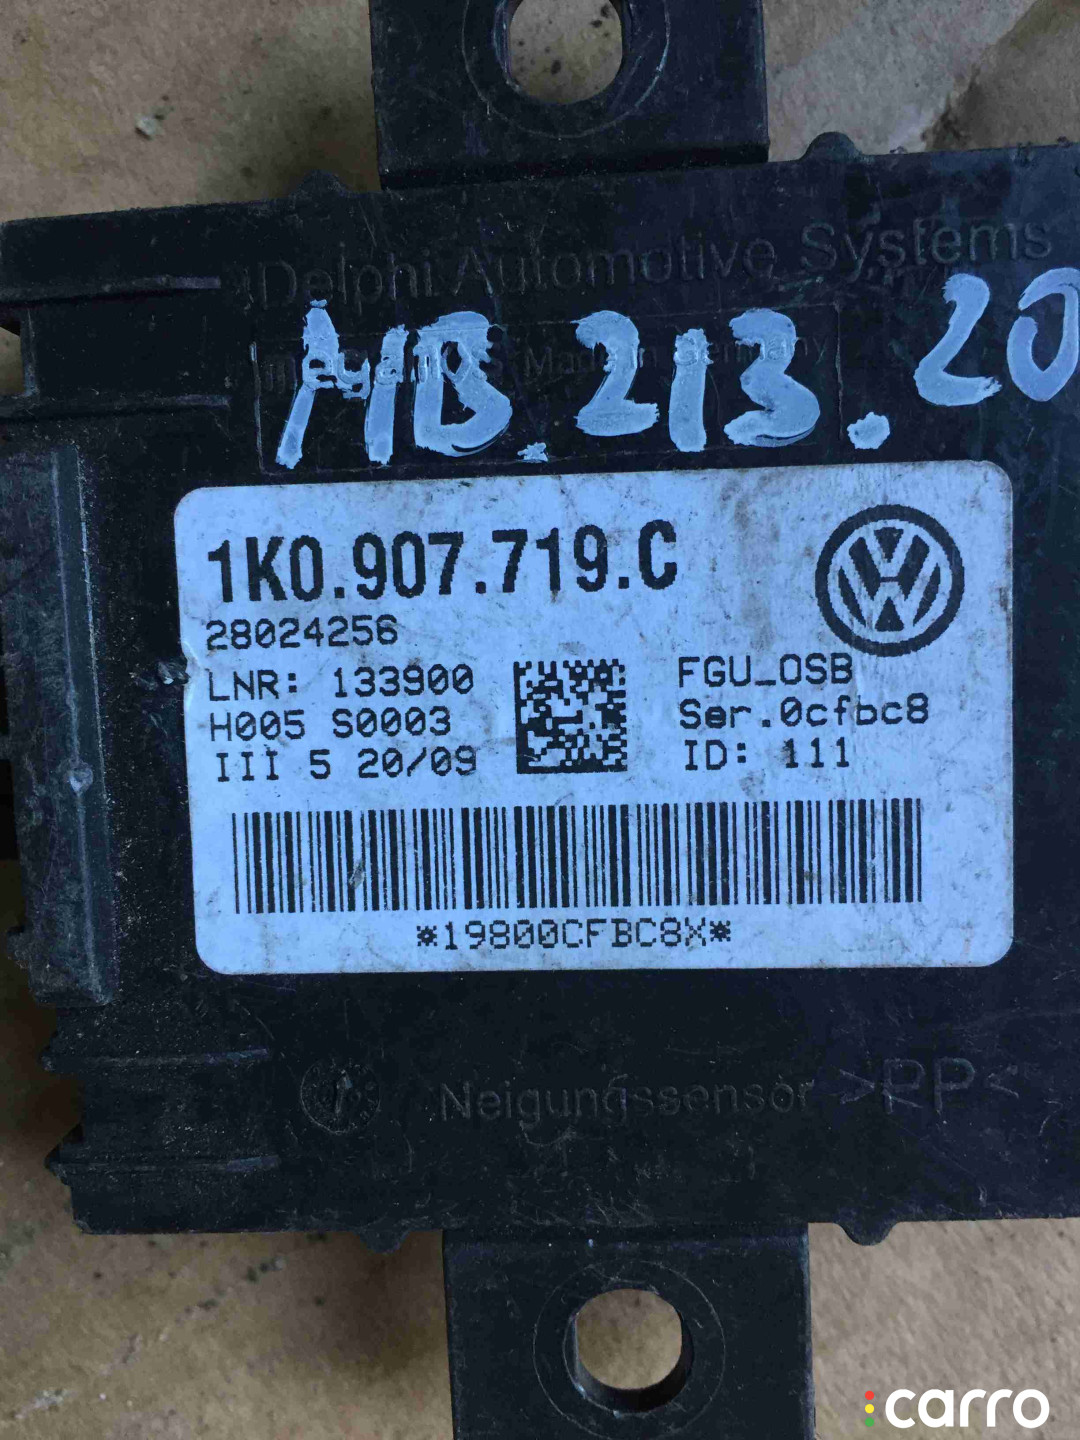 Delphi Automotive Systems
Made in Germany
MB.213.20
1K0.907.719.C
28024256
LNR: 133900
H005 S0003
III 5 20/09
FGU_OSB
Ser.0cfbc8
ID: 111
*19800CFBC8X*
Neigungssensor >PP<
carro